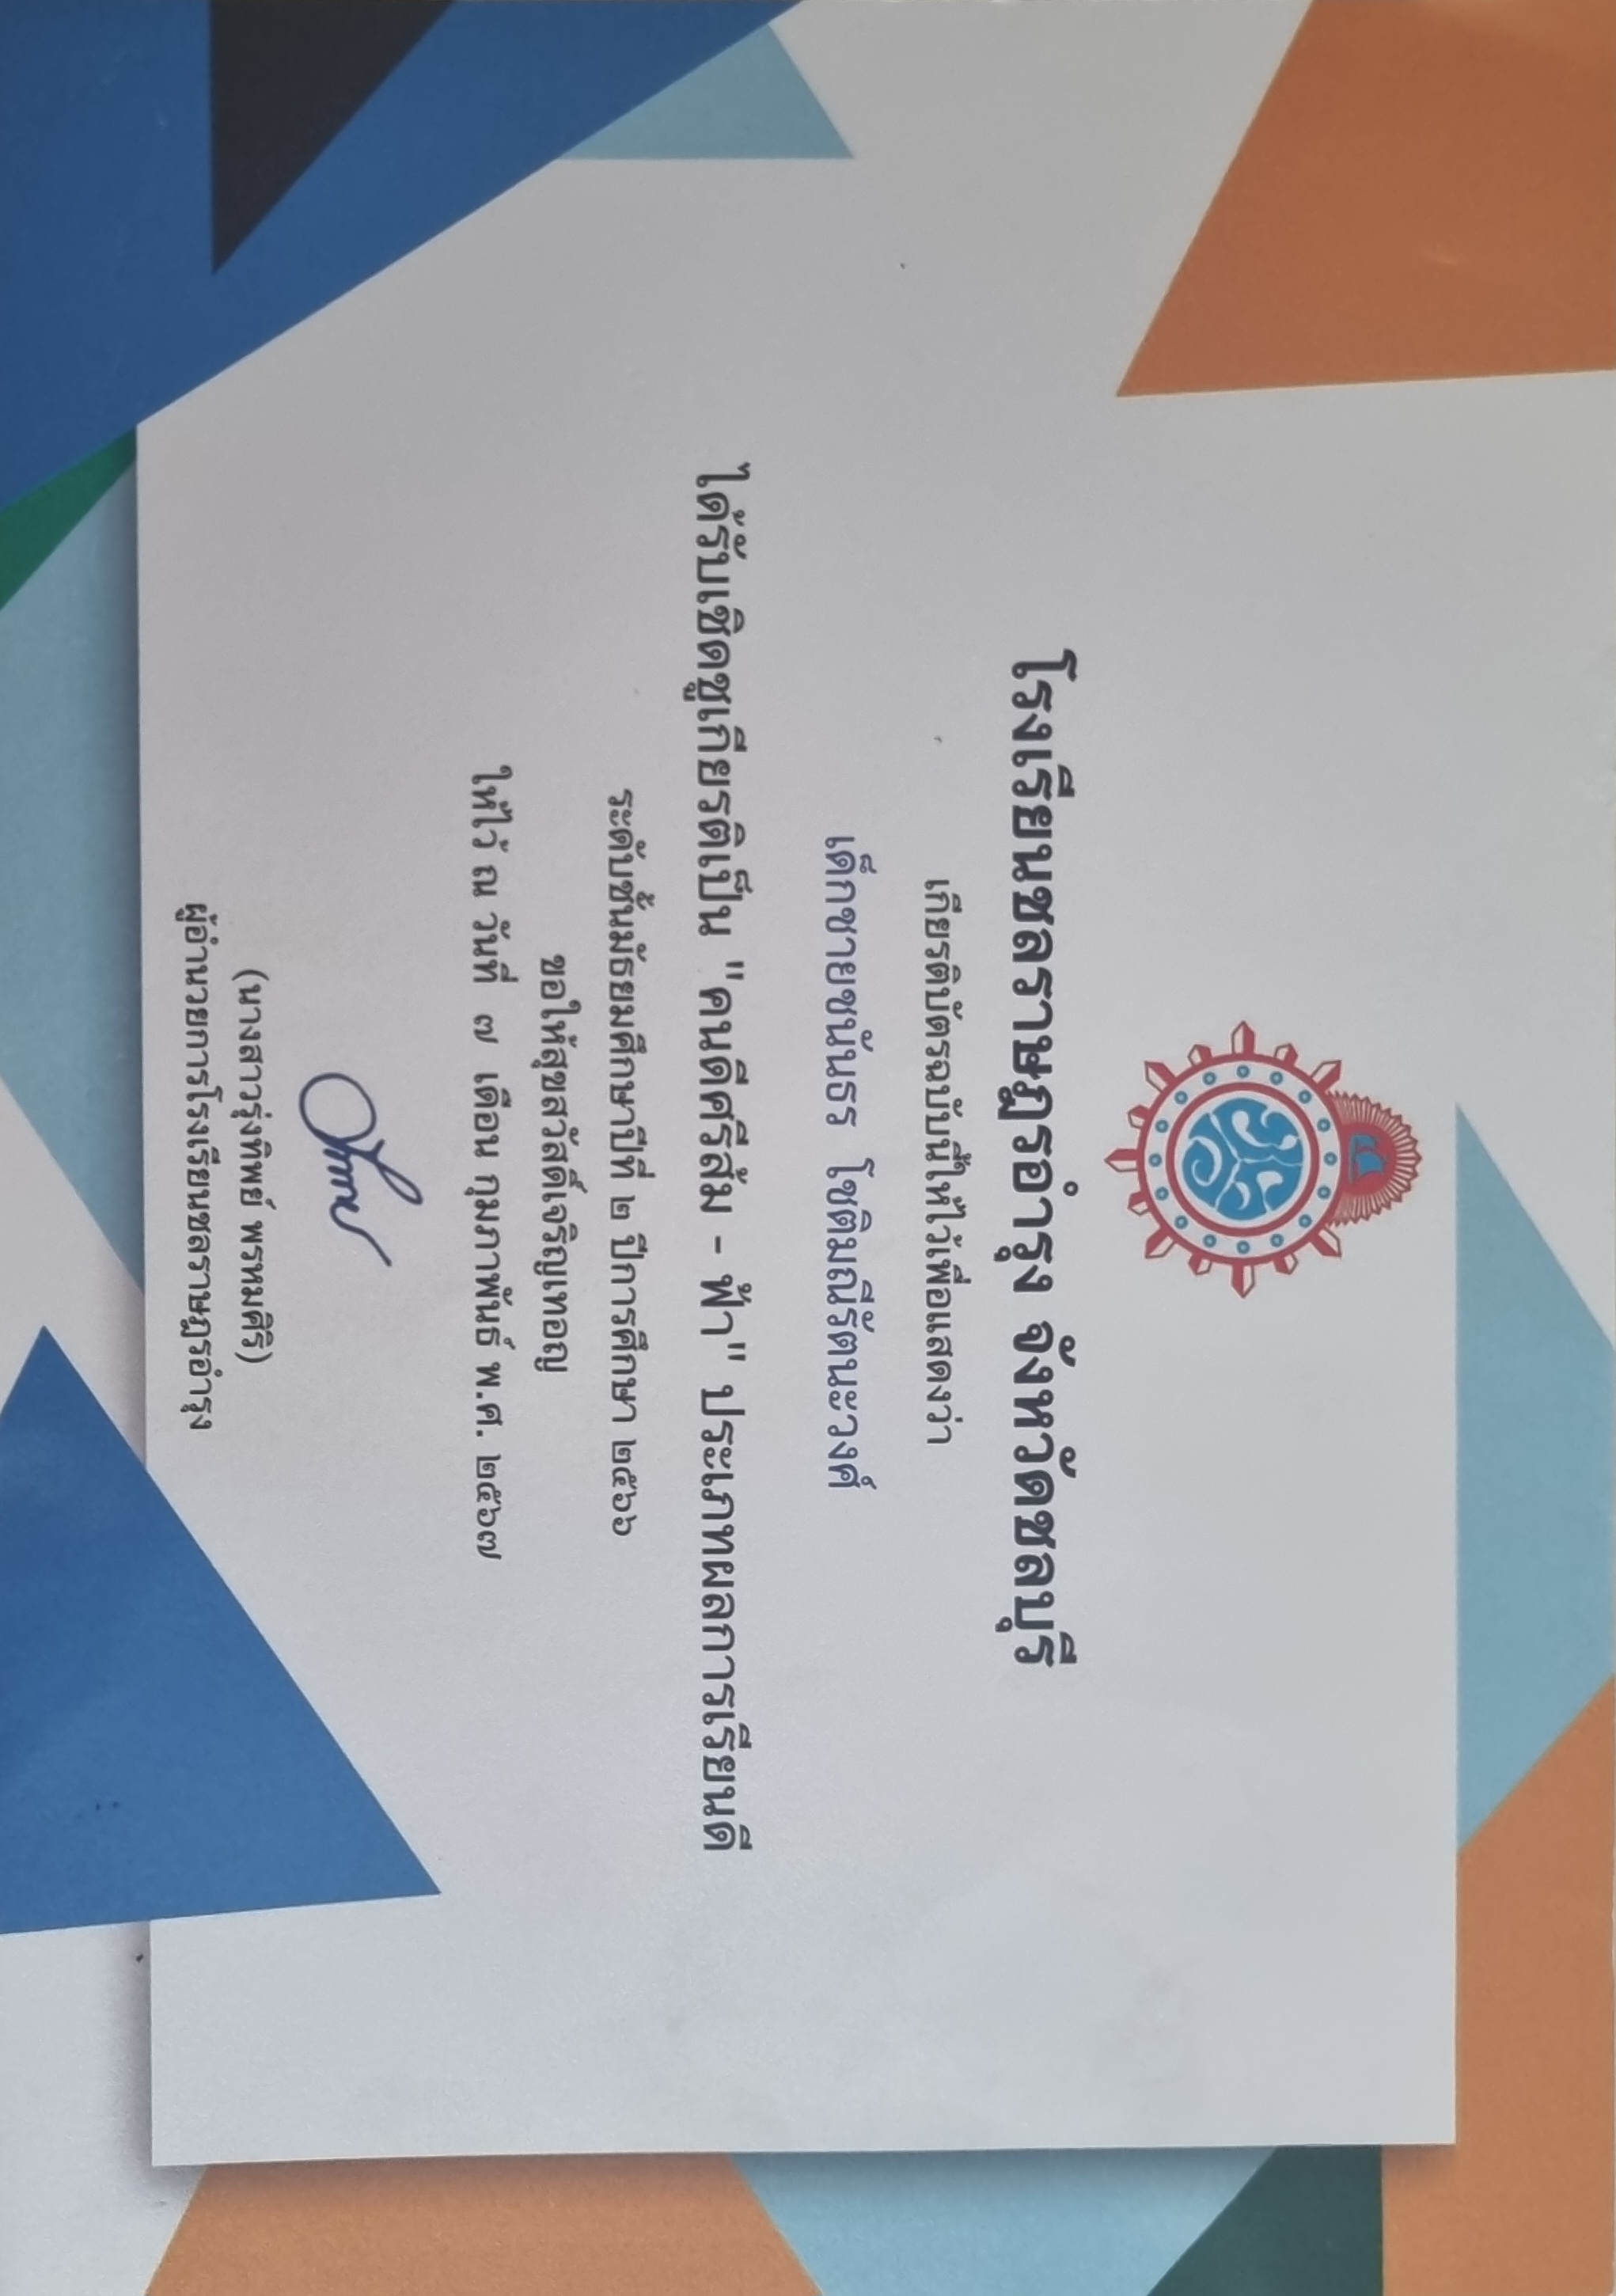 โรงเรียนชลราษฎรอำรุง จังหวัดชลบุรี
เกียรติบัตรฉบับนี้ให้ไว้เพื่อแสดงว่า
เด็กชายชนันธร โชติมณีรัตนะวงศ์
ได้รับเชิดชูเกียรติเป็น "คนดีศรีส้ม - ฟ้า" ประเภทผลการเรียนดี
ระดับชั้นมัธยมศึกษาปีที่ ๒ ปีการศึกษา ๒๕๖๖
ขอให้สุขสวัสดิ์เจริญเทอญ
ให้ไว้ ณ วันที่ ๗ เดือน กุมภาพันธ์ พ.ศ. ๒๕๖๗
(นางสาวรุ่งทิพย์ พรหมศิริ)
ผู้อำนวยการโรงเรียนชลราษฎรอำรุง